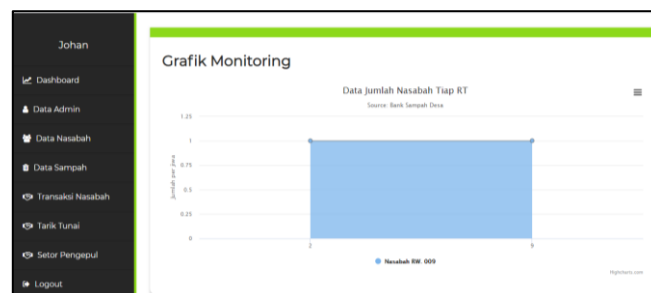 Johan
Dashboard
Data Admin
Data Nasabah
Data Sampah
Transaksi Nasabah
Tarik Tunai
Setor Pengepul
Logout
Grafik Monitoring
Data Jumlah Nasabah Tiap RT
Source: Bank Sampah Desa
Jumlah per Jiwa
1.25
1
0.75
0.5
0.25
0
2
9
Nasabah RW. 009
Highcharts.com